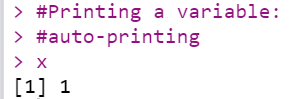 > #Printing a variable:
> #auto-printing
> x
[1] 1